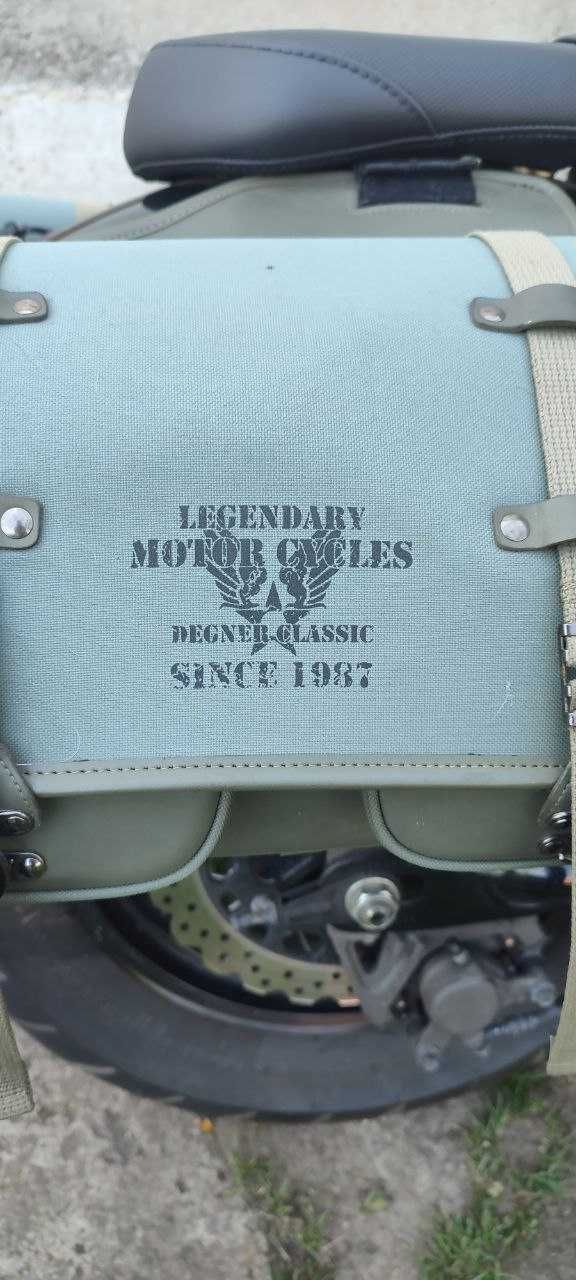 LEGENDARY
MOTOR CYCLES
DEGNER CLASSIC
SINCE 1987